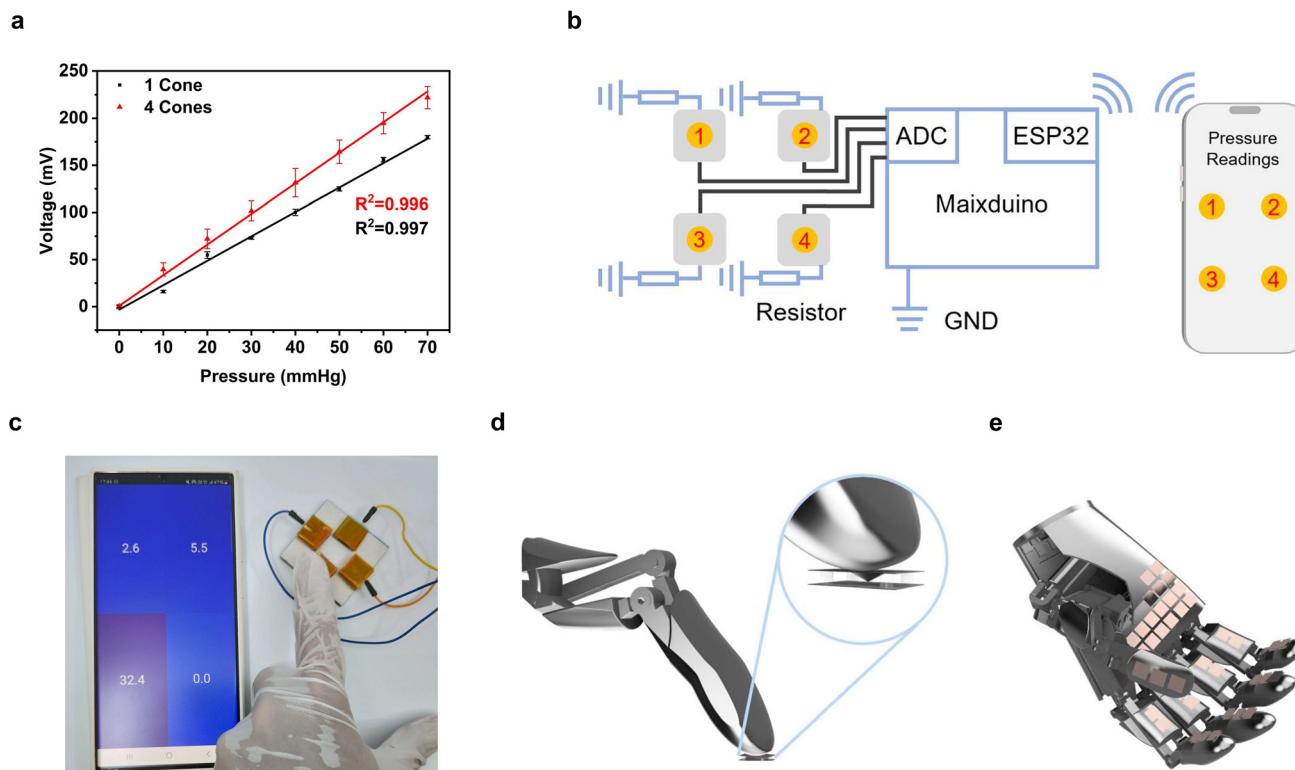 a
250
200
150
100
50
0
Voltage (mV)
1 Cone
4 Cones
R²=0.996
R²=0.997
0 10 20 30 40 50 60 70
Pressure (mmHg)
b
1
2
3
4
Resistor
ADC
ESP32
Maixduino
GND
Pressure
Readings
1 2
3 4
c
2.6 5.5
32.4 0.0
d
e